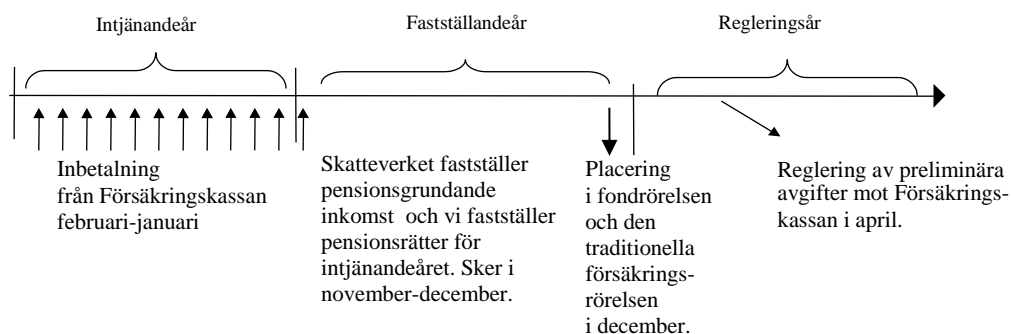 Intjänandeår
Fastställandeår
Regleringsår
Inbetalning
från Försäkringskassan
februari-januari
Skatteverket fastställer
pensionsgrundande
inkomst och vi fastställer
pensionsrätter för
intjänandeåret. Sker i
november-december.
Placering
i fondrörelsen
och den
traditionella
försäkrings-
rörelsen
i december.
Reglering av preliminära
avgifter mot Försäkrings-
kassan i april.